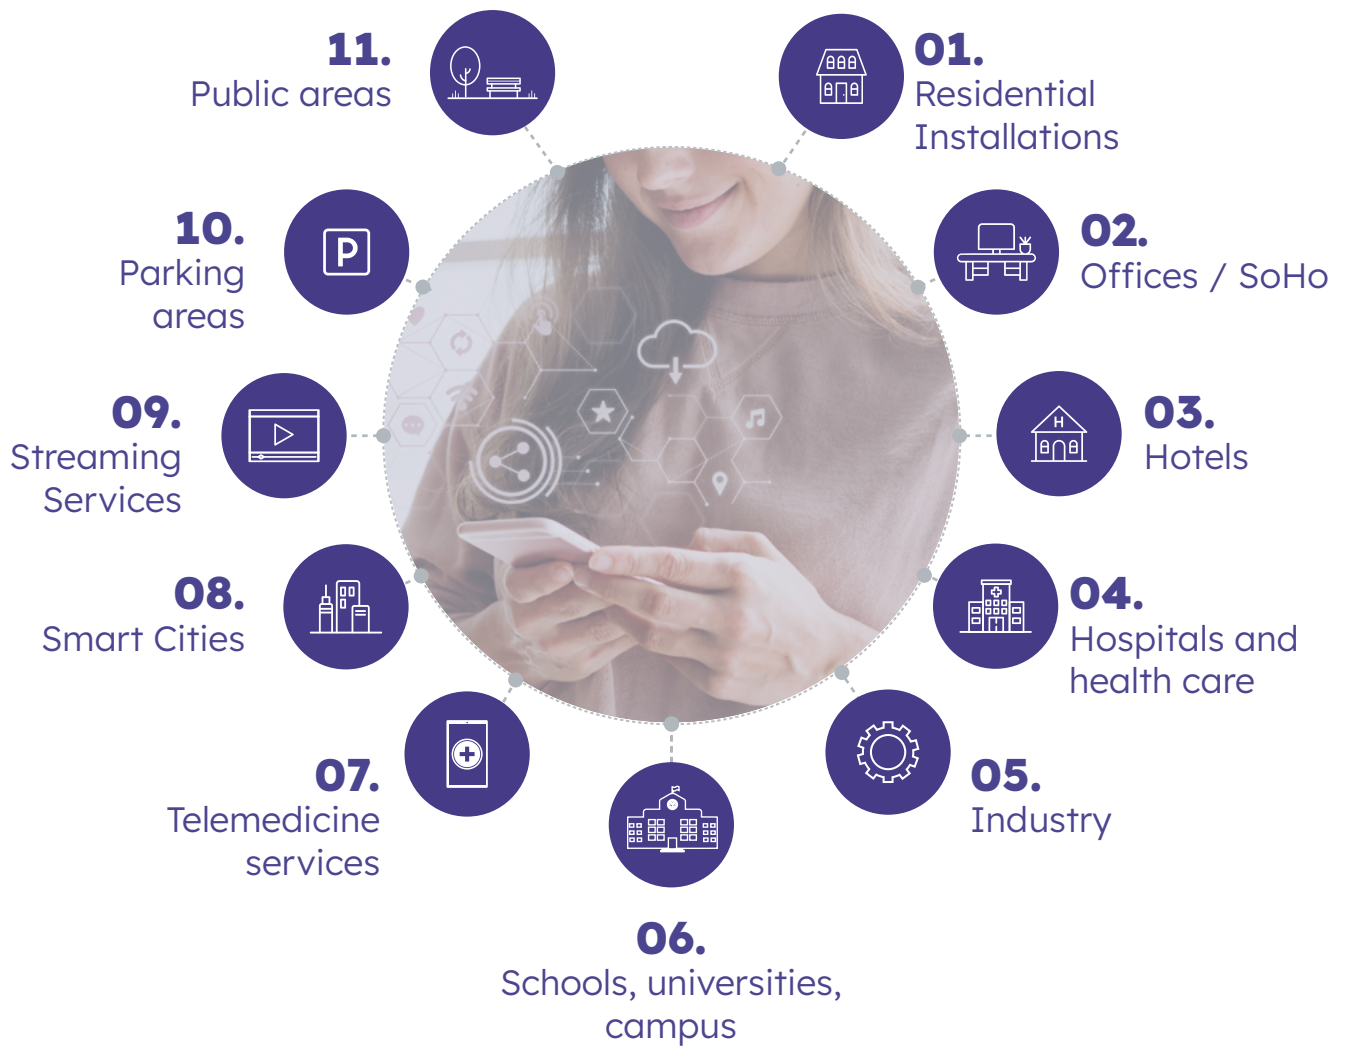 01.
Residential
Installations
02.
Offices / SoHo
03.
Hotels
H
04.
Hospitals and
health care
05.
Industry
06.
Schools, universities,
campus
07.
Telemedicine
services
08.
Smart Cities
09.
Streaming
Services
10.
Parking
areas
P
11.
Public areas